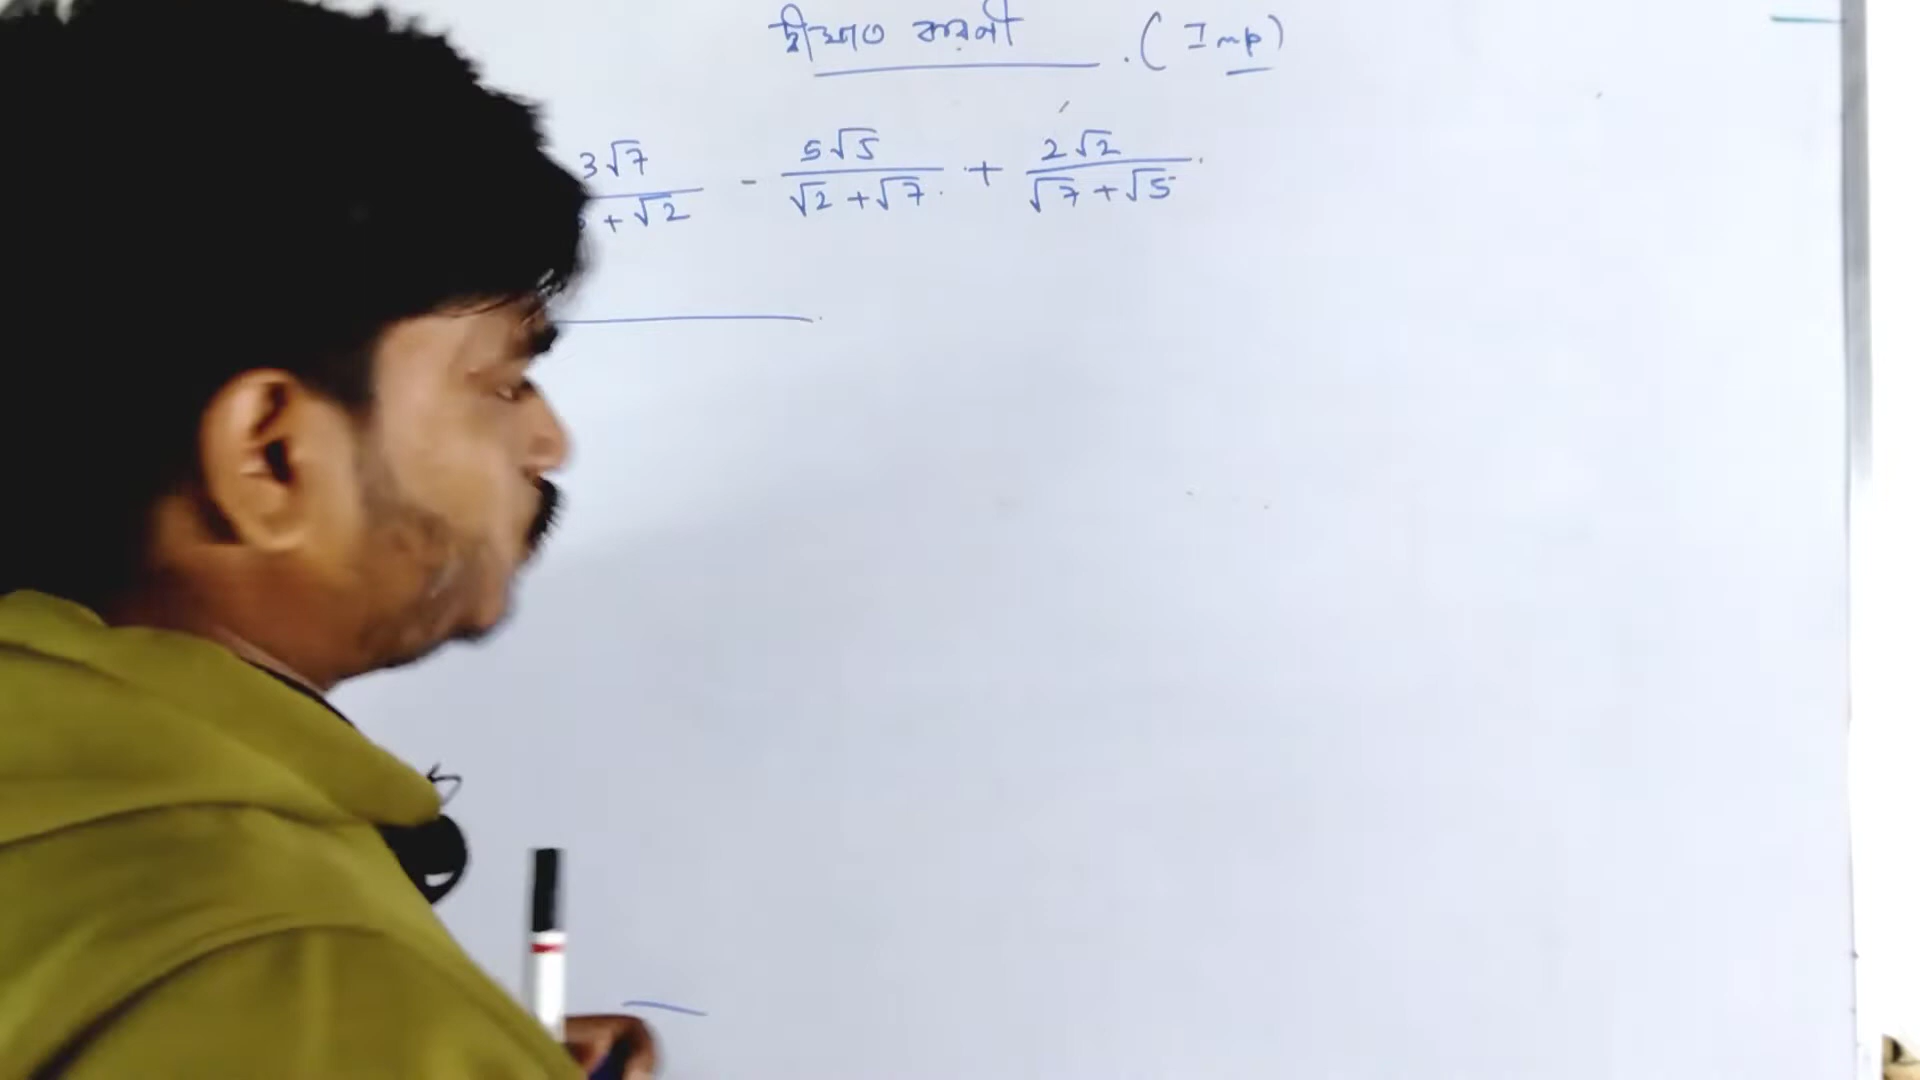 দ্বীঘাত করণী . (Imp)
3√7 / + √2 - 5√5 / √2 + √7 . + 2√2 / √7 + √5